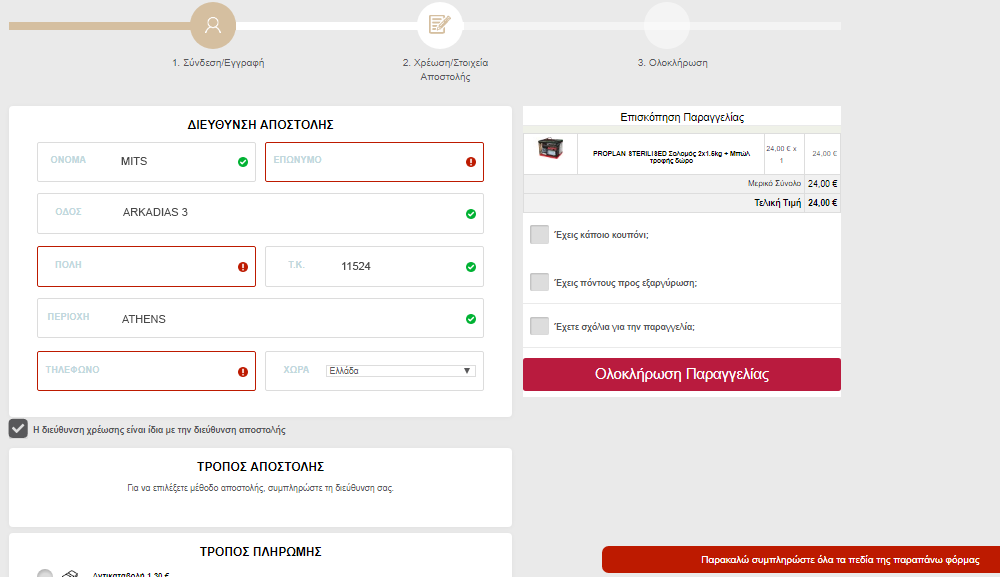 1. Σύνδεση/Εγγραφή
2. Χρέωση/Στοιχεία
Αποστολής
3. Ολοκλήρωση
ΔΙΕΥΘΥΝΣΗ ΑΠΟΣΤΟΛΗΣ
ΟΝΟΜΑ MITS
ΕΠΩΝΥΜΟ
ΟΔΟΣ ARKADIAS 3
ΠΟΛΗ
Τ.Κ. 11524
ΠΕΡΙΟΧΗ ATHENS
ΤΗΛΕΦΩΝΟ
ΧΩΡΑ Ελλάδα
Η διεύθυνση χρέωσης είναι ίδια με την διεύθυνση αποστολής
ΤΡΟΠΟΣ ΑΠΟΣΤΟΛΗΣ
Για να επιλέξετε μέθοδο αποστολής, συμπληρώστε τη διεύθυνση σας.
ΤΡΟΠΟΣ ΠΛΗΡΩΜΗΣ
Αντικαταβολή 1,30 €
Επισκόπηση Παραγγελίας
PROPLAN STERILISED Σολομός 2x1.5kg + Μπώλ
τροφής δώρο
24,00 € x
1
24,00 €
Μερικό Σύνολο 24,00 €
Τελική Τιμή 24,00 €
Έχεις κάποιο κουπόνι;
Έχεις πόντους προς εξαργύρωση;
Έχετε σχόλια για την παραγγελία;
Ολοκλήρωση Παραγγελίας
Παρακαλώ συμπληρώστε όλα τα πεδία της παραπάνω φόρμας